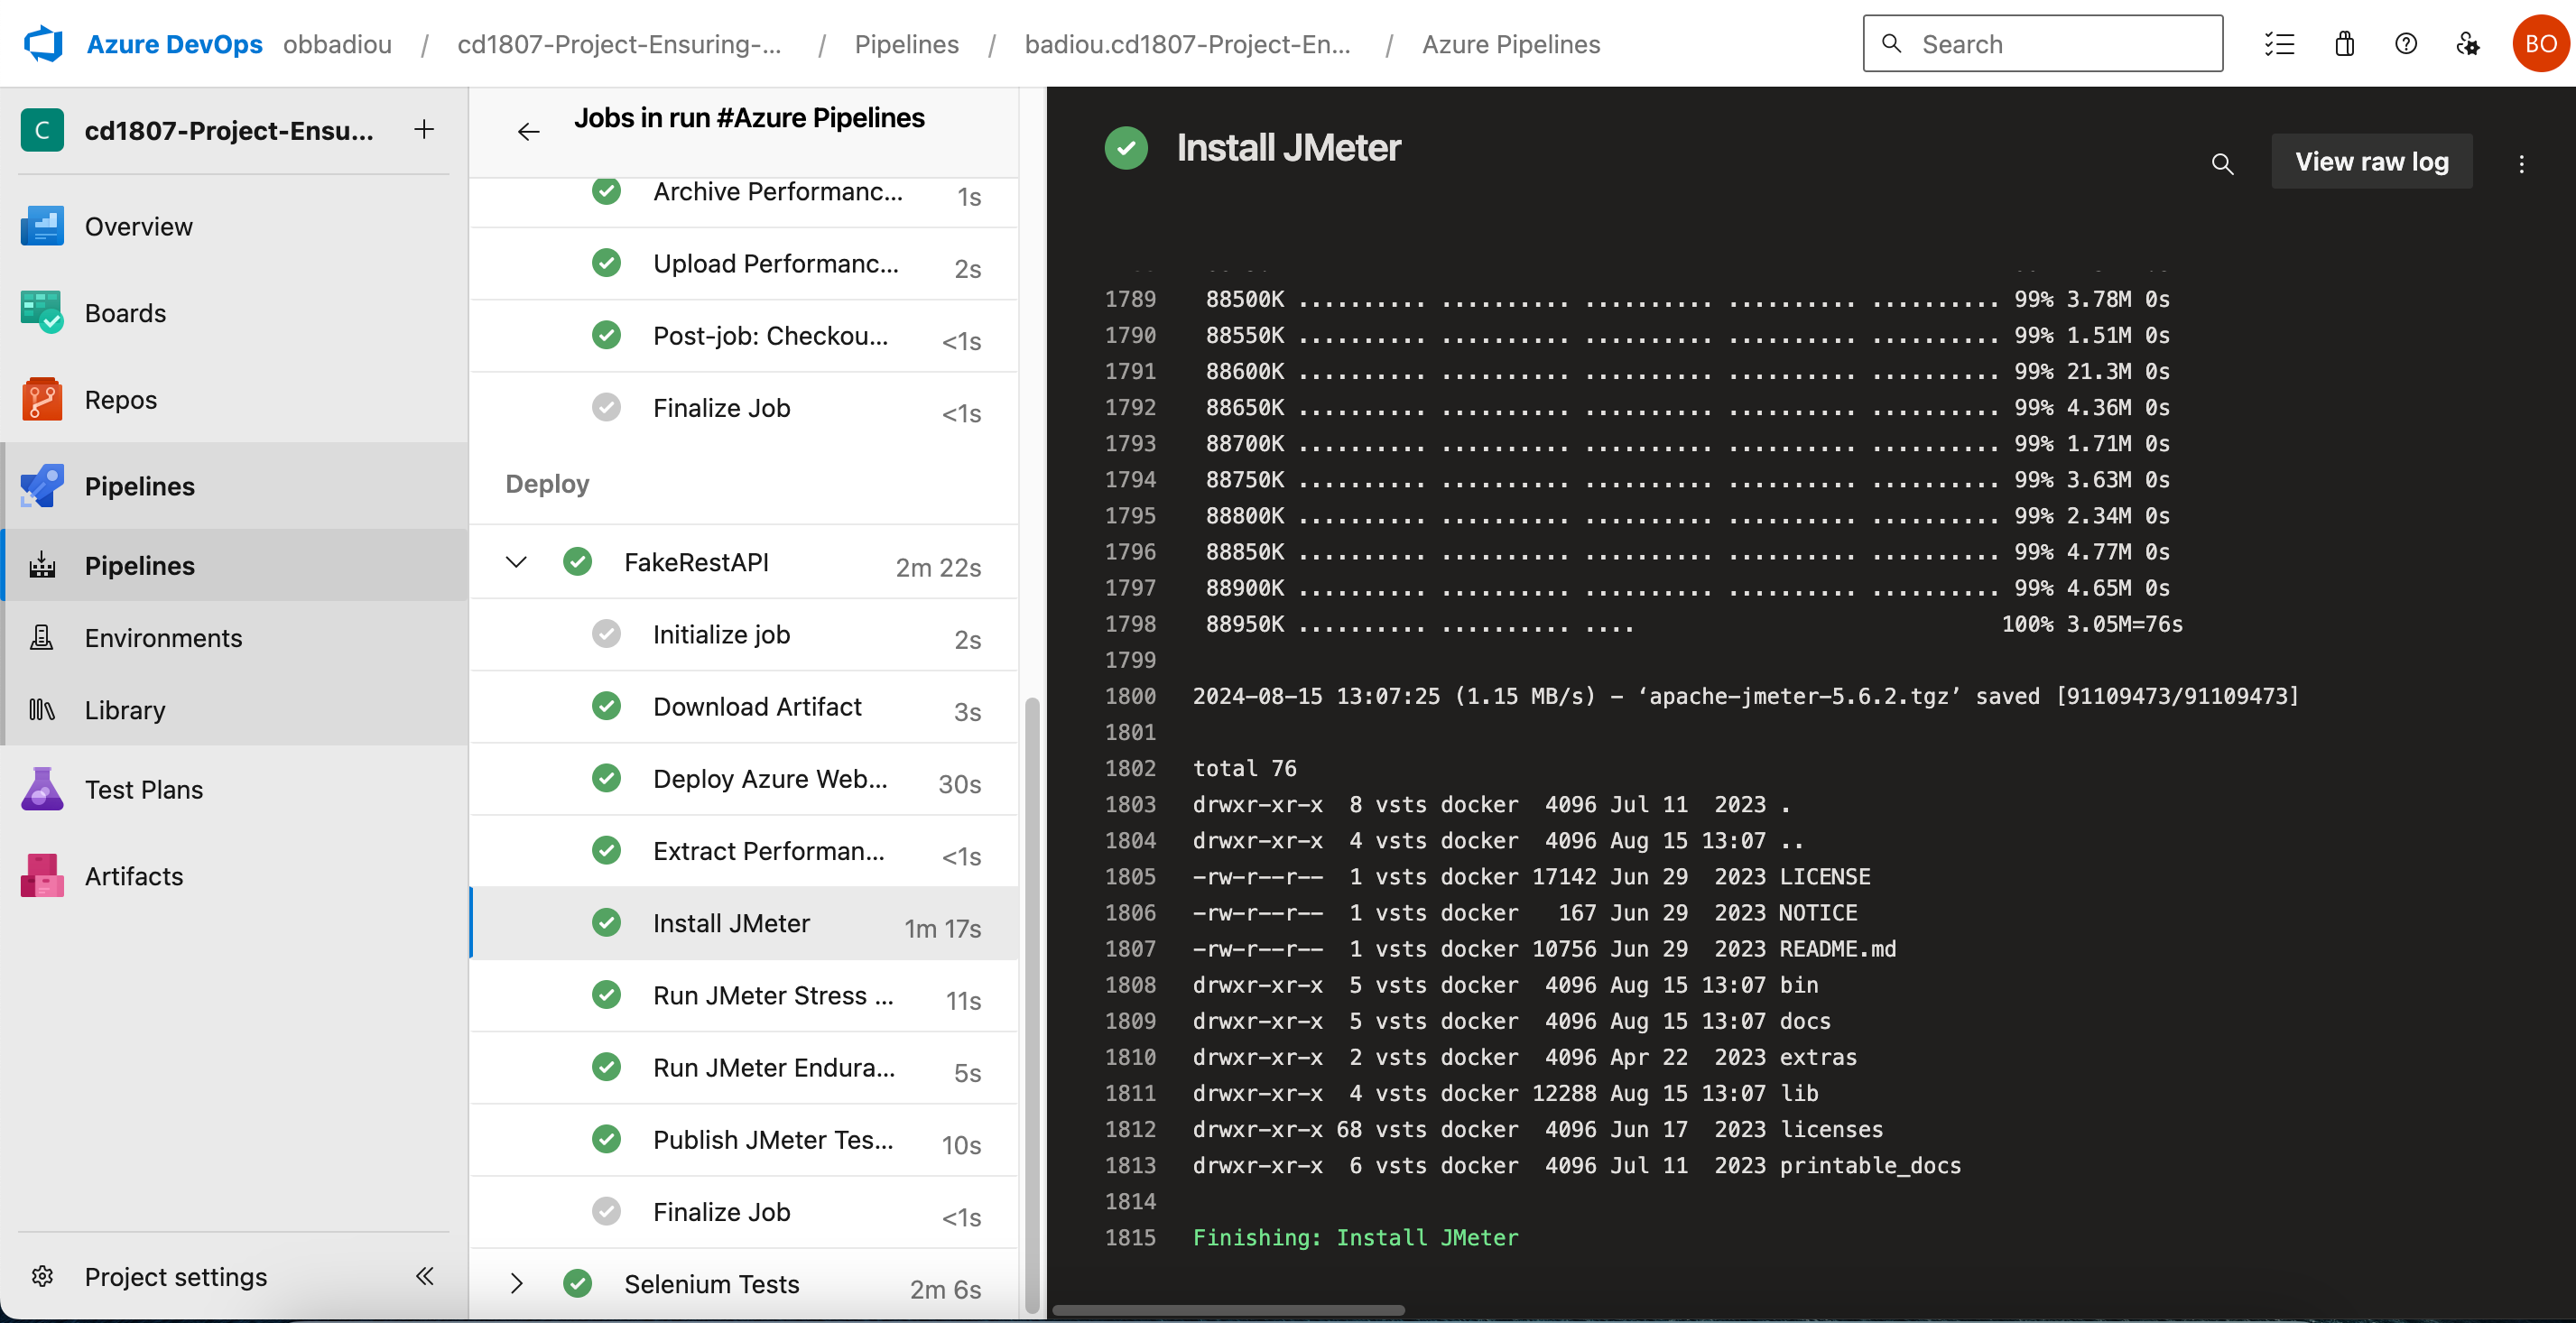 Azure DevOps obbadiou / cd1807-Project-Ensuring-... / Pipelines / badiou.cd1807-Project-En... / Azure Pipelines
Search
BO
C cd1807-Project-Ensu...
Overview
Boards
Repos
Pipelines
Pipelines
Environments
Library
Test Plans
Artifacts
Project settings
Jobs in run #Azure Pipelines
Archive Performanc... 1s
Upload Performanc... 2s
Post-job: Checkou... <1s
Finalize Job <1s
Deploy
FakeRestAPI 2m 22s
Initialize job 2s
Download Artifact 3s
Deploy Azure Web... 30s
Extract Performan... <1s
Install JMeter 1m 17s
Run JMeter Stress ... 11s
Run JMeter Endura... 5s
Publish JMeter Tes... 10s
Finalize Job <1s
Selenium Tests 2m 6s
Install JMeter
View raw log
1789 88500K .......... .......... .......... .......... .......... 99% 3.78M 0s
1790 88550K .......... .......... .......... .......... .......... 99% 1.51M 0s
1791 88600K .......... .......... .......... .......... .......... 99% 21.3M 0s
1792 88650K .......... .......... .......... .......... .......... 99% 4.36M 0s
1793 88700K .......... .......... .......... .......... .......... 99% 1.71M 0s
1794 88750K .......... .......... .......... .......... .......... 99% 3.63M 0s
1795 88800K .......... .......... .......... .......... .......... 99% 2.34M 0s
1796 88850K .......... .......... .......... .......... .......... 99% 4.77M 0s
1797 88900K .......... .......... .......... .......... .......... 99% 4.65M 0s
1798 88950K .......... .......... .... 100% 3.05M=76s
1799
1800 2024-08-15 13:07:25 (1.15 MB/s) - ‘apache-jmeter-5.6.2.tgz’ saved [91109473/91109473]
1801
1802 total 76
1803 drwxr-xr-x 8 vsts docker 4096 Jul 11 2023 .
1804 drwxr-xr-x 4 vsts docker 4096 Aug 15 13:07 ..
1805 -rw-r--r-- 1 vsts docker 17142 Jun 29 2023 LICENSE
1806 -rw-r--r-- 1 vsts docker 167 Jun 29 2023 NOTICE
1807 -rw-r--r-- 1 vsts docker 10756 Jun 29 2023 README.md
1808 drwxr-xr-x 5 vsts docker 4096 Aug 15 13:07 bin
1809 drwxr-xr-x 5 vsts docker 4096 Aug 15 13:07 docs
1810 drwxr-xr-x 2 vsts docker 4096 Apr 22 2023 extras
1811 drwxr-xr-x 4 vsts docker 12288 Aug 15 13:07 lib
1812 drwxr-xr-x 68 vsts docker 4096 Jun 17 2023 licenses
1813 drwxr-xr-x 6 vsts docker 4096 Jul 11 2023 printable_docs
1814
1815 Finishing: Install JMeter